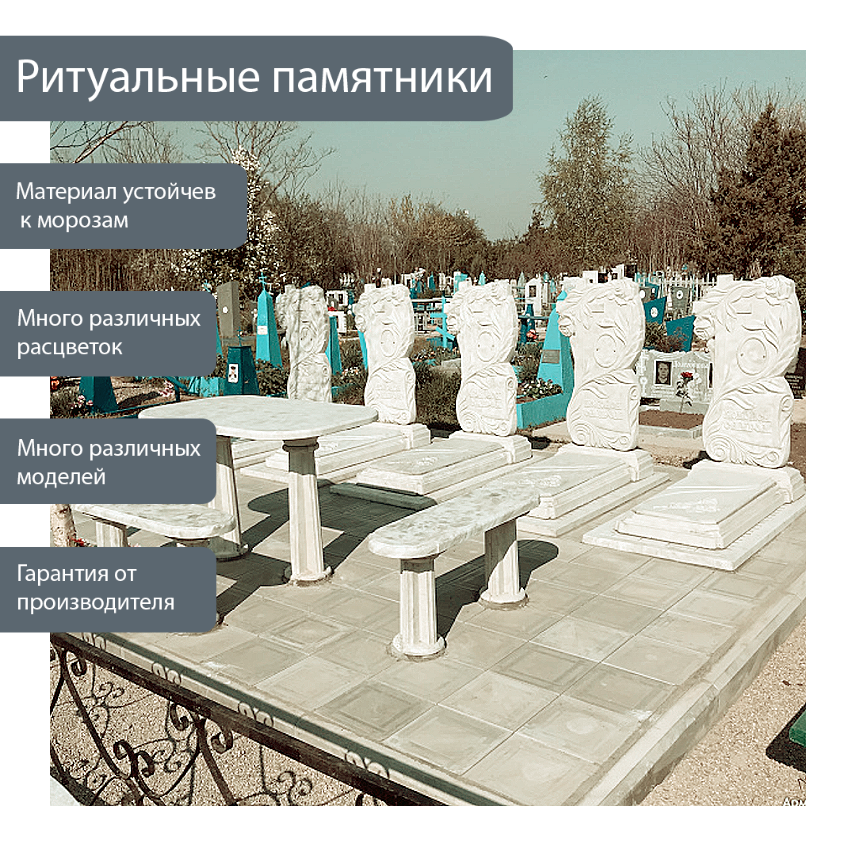 Ритуальные памятники
Материал устойчев
к морозам
Много различных
расцветок
Много различных
моделей
Гарантия от
производителя